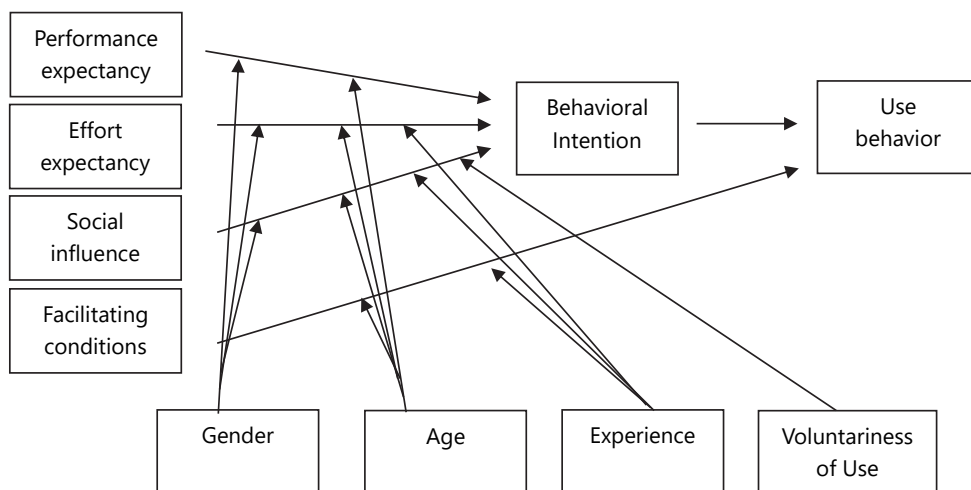 Performance
expectancy
Effort
expectancy
Social
influence
Facilitating
conditions
Behavioral
Intention
Use
behavior
Gender
Age
Experience
Voluntariness
of Use